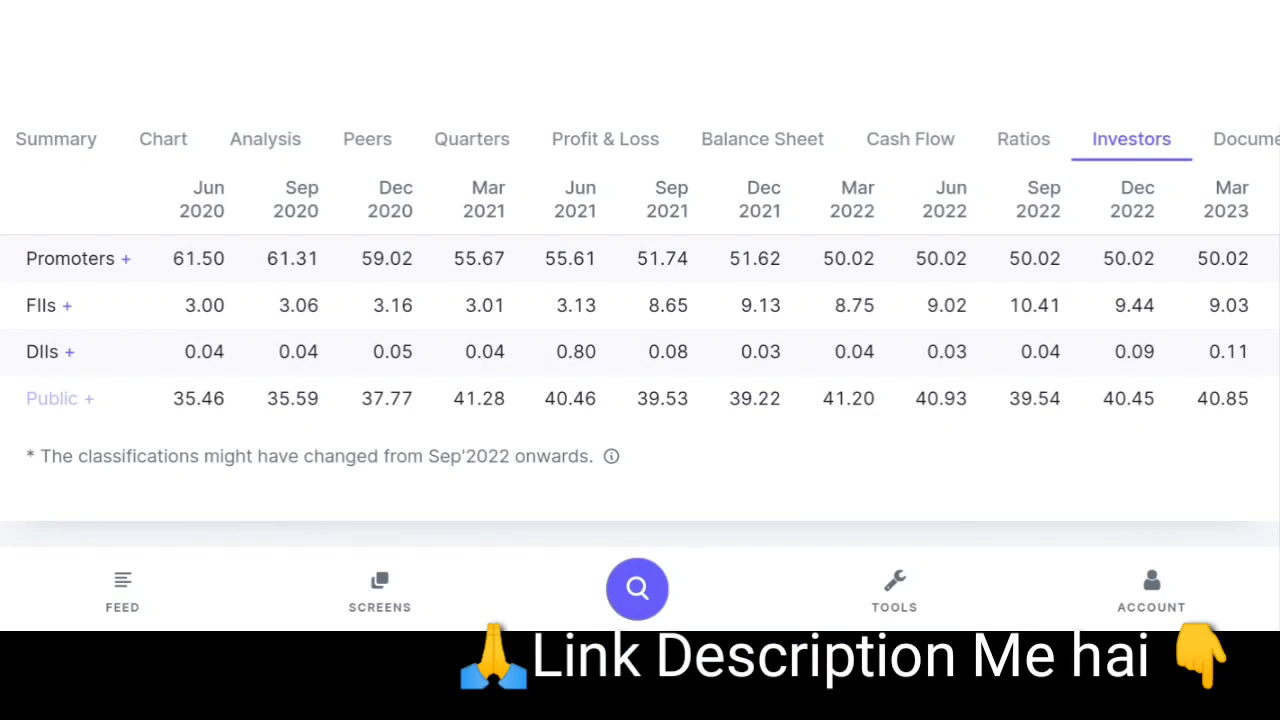 Summary Chart Analysis Peers Quarters Profit & Loss Balance Sheet Cash Flow Ratios Investors Docume
Jun Sep Dec Mar Jun Sep Dec Mar Jun Sep Dec Mar
2020 2020 2020 2021 2021 2021 2021 2022 2022 2022 2022 2023
Promoters + 61.50 61.31 59.02 55.67 55.61 51.74 51.62 50.02 50.02 50.02 50.02 50.02
FIIs + 3.00 3.06 3.16 3.01 3.13 8.65 9.13 8.75 9.02 10.41 9.44 9.03
DIIs + 0.04 0.04 0.05 0.04 0.80 0.08 0.03 0.04 0.03 0.04 0.09 0.11
Public + 35.46 35.59 37.77 41.28 40.46 39.53 39.22 41.20 40.93 39.54 40.45 40.85
* The classifications might have changed from Sep'2022 onwards.
FEED SCREENS TOOLS ACCOUNT
🙏Link Description Me hai 👇